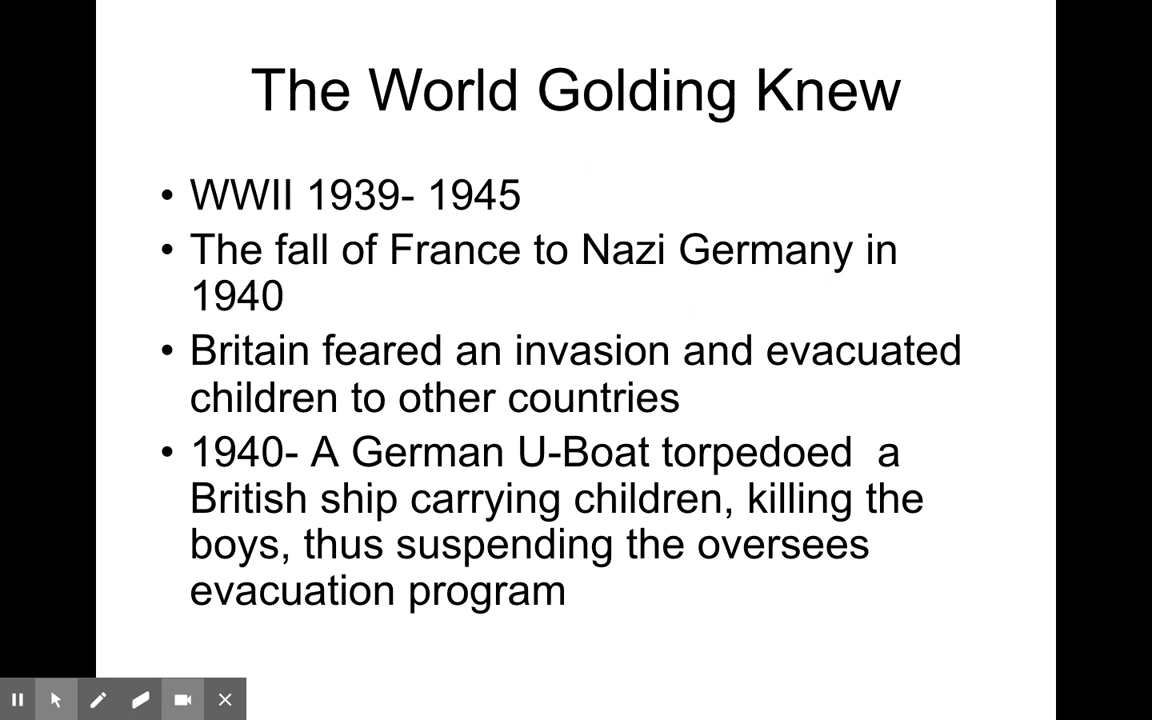 The World Golding Knew
• WWII 1939- 1945
• The fall of France to Nazi Germany in
1940
• Britain feared an invasion and evacuated
children to other countries
• 1940- A German U-Boat torpedoed  a
British ship carrying children, killing the
boys, thus suspending the oversees
evacuation program